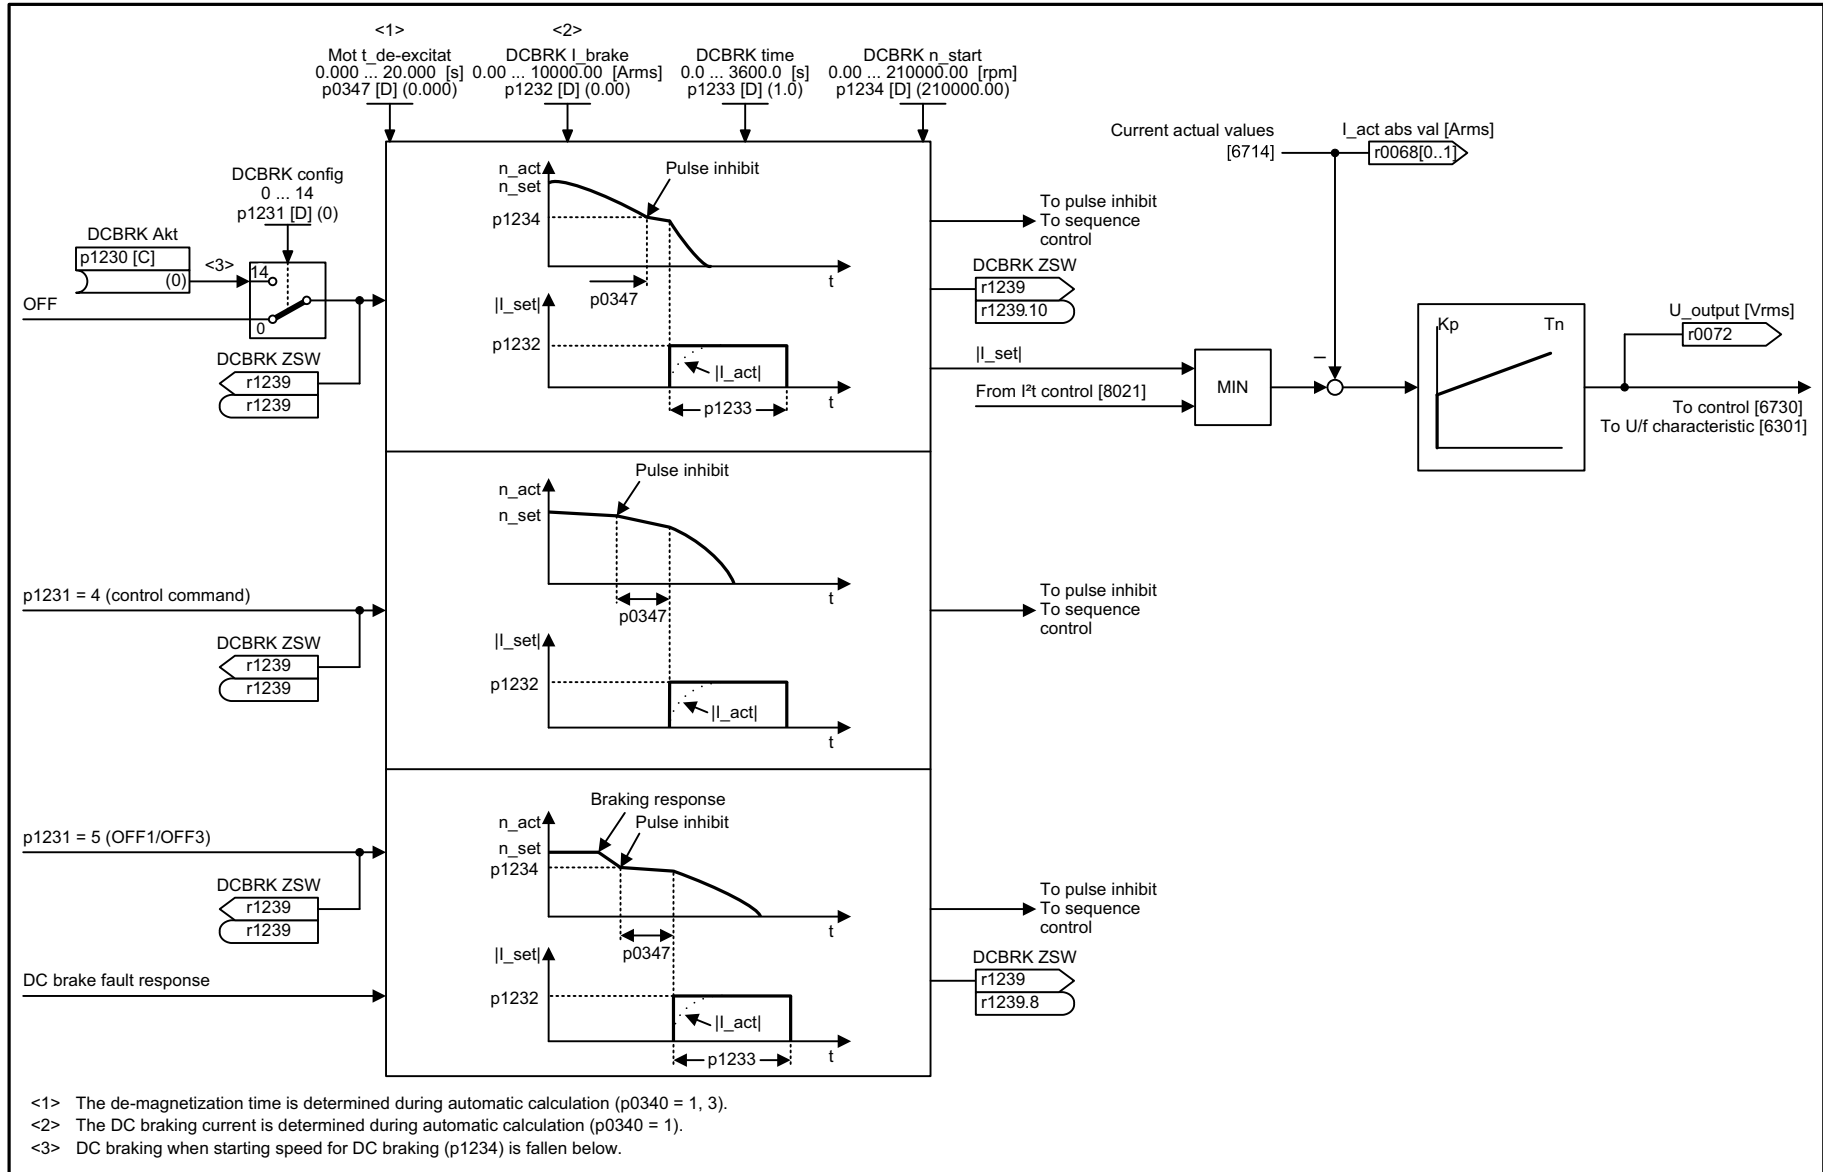 <1>
Mot t_de-excitat
0.000 ... 20.000 [s]
p0347 [D] (0.000)
<2>
DCBRK I_brake
0.00 ... 10000.00 [Arms]
p1232 [D] (0.00)
DCBRK time
0.0 ... 3600.0 [s]
p1233 [D] (1.0)
DCBRK n_start
0.00 ... 210000.00 [rpm]
p1234 [D] (210000.00)
DCBRK config
0 ... 14
p1231 [D] (0)
DCBRK Akt
p1230 [C]
(0)
<3>
14
0
OFF
DCBRK ZSW
r1239
r1239
n_act
n_set
p1234
Pulse inhibit
t
p0347
|I_set|
p1232
|I_act|
t
p1233
To pulse inhibit
To sequence
control
DCBRK ZSW
r1239
r1239.10
|I_set|
From I²t control [8021]
MIN
Current actual values
[6714]
I_act abs val [Arms]
r0068[0..1]
–
Kp
Tn
U_output [Vrms]
r0072
To control [6730]
To U/f characteristic [6301]
p1231 = 4 (control command)
DCBRK ZSW
r1239
r1239
n_act
n_set
Pulse inhibit
t
p0347
|I_set|
p1232
|I_act|
t
To pulse inhibit
To sequence
control
p1231 = 5 (OFF1/OFF3)
DCBRK ZSW
r1239
r1239
DC brake fault response
Braking response
n_act
Pulse inhibit
n_set
p1234
t
p0347
|I_set|
p1232
|I_act|
t
p1233
To pulse inhibit
To sequence
control
DCBRK ZSW
r1239
r1239.8
<1> The de-magnetization time is determined during automatic calculation (p0340 = 1, 3).
<2> The DC braking current is determined during automatic calculation (p0340 = 1).
<3> DC braking when starting speed for DC braking (p1234) is fallen below.